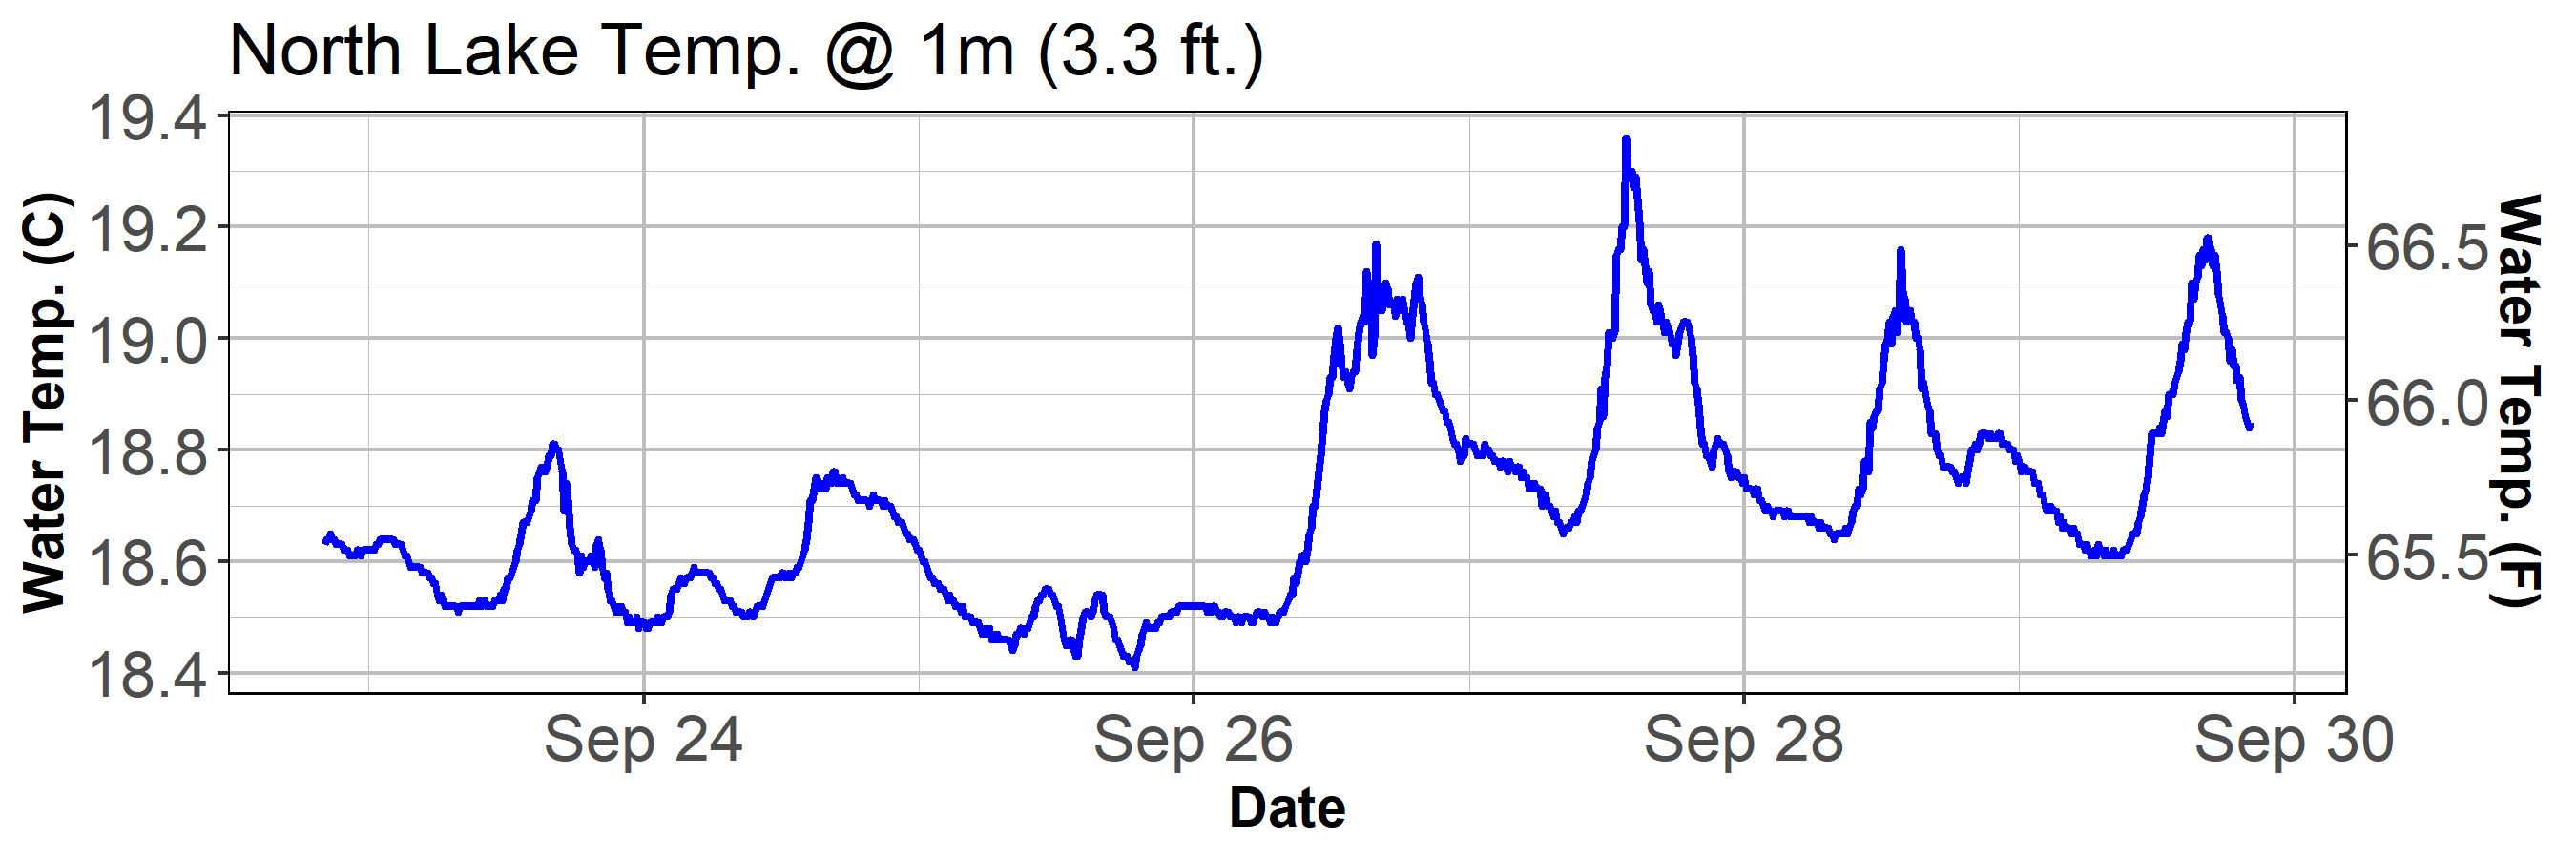 North Lake Temp. @ 1m (3.3 ft.)
Water Temp. (C)
19.4
19.2
19.0
18.8
18.6
18.4
66.5
66.0
65.5
Water Temp. (F)
Sep 24
Sep 26
Sep 28
Sep 30
Date